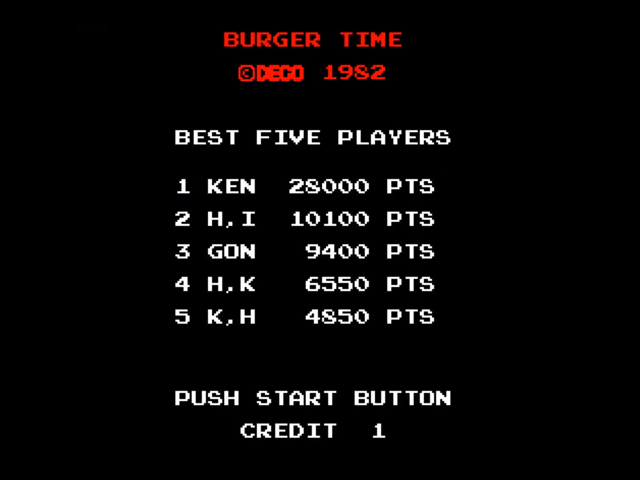 BURGER TIME
©DECO 1982
BEST FIVE PLAYERS
1 KEN 28000 PTS
2 H,I 10100 PTS
3 GON 9400 PTS
4 H,K 6550 PTS
5 K,H 4850 PTS
PUSH START BUTTON
CREDIT 1